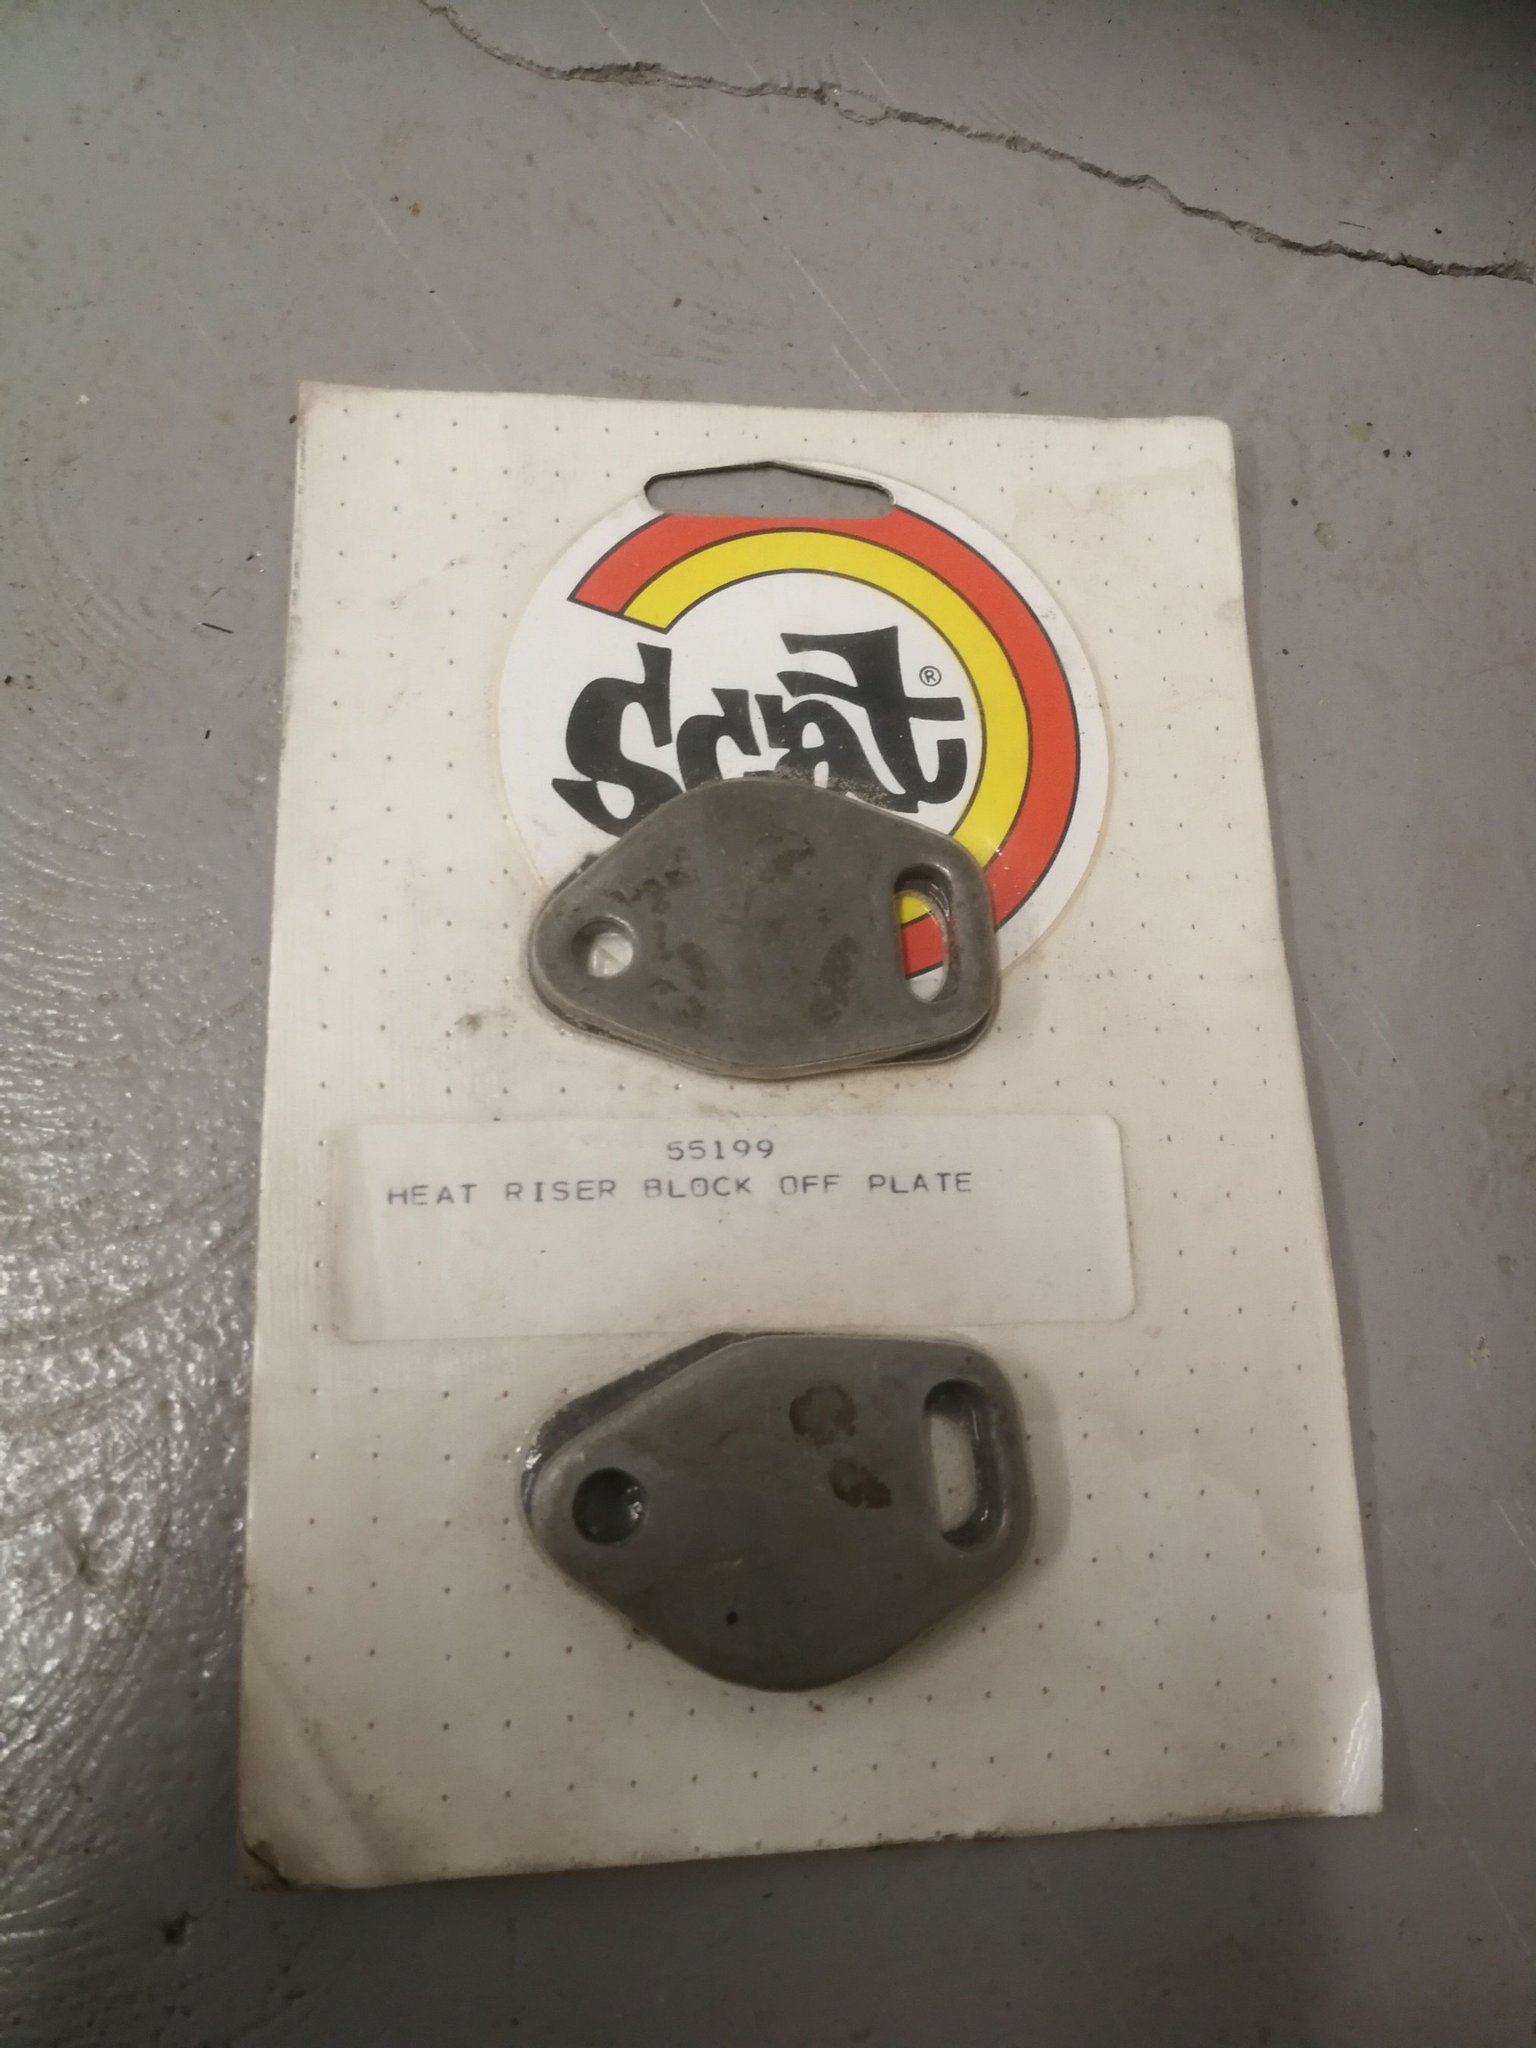 Scat®
55199
HEAT RISER BLOCK OFF PLATE